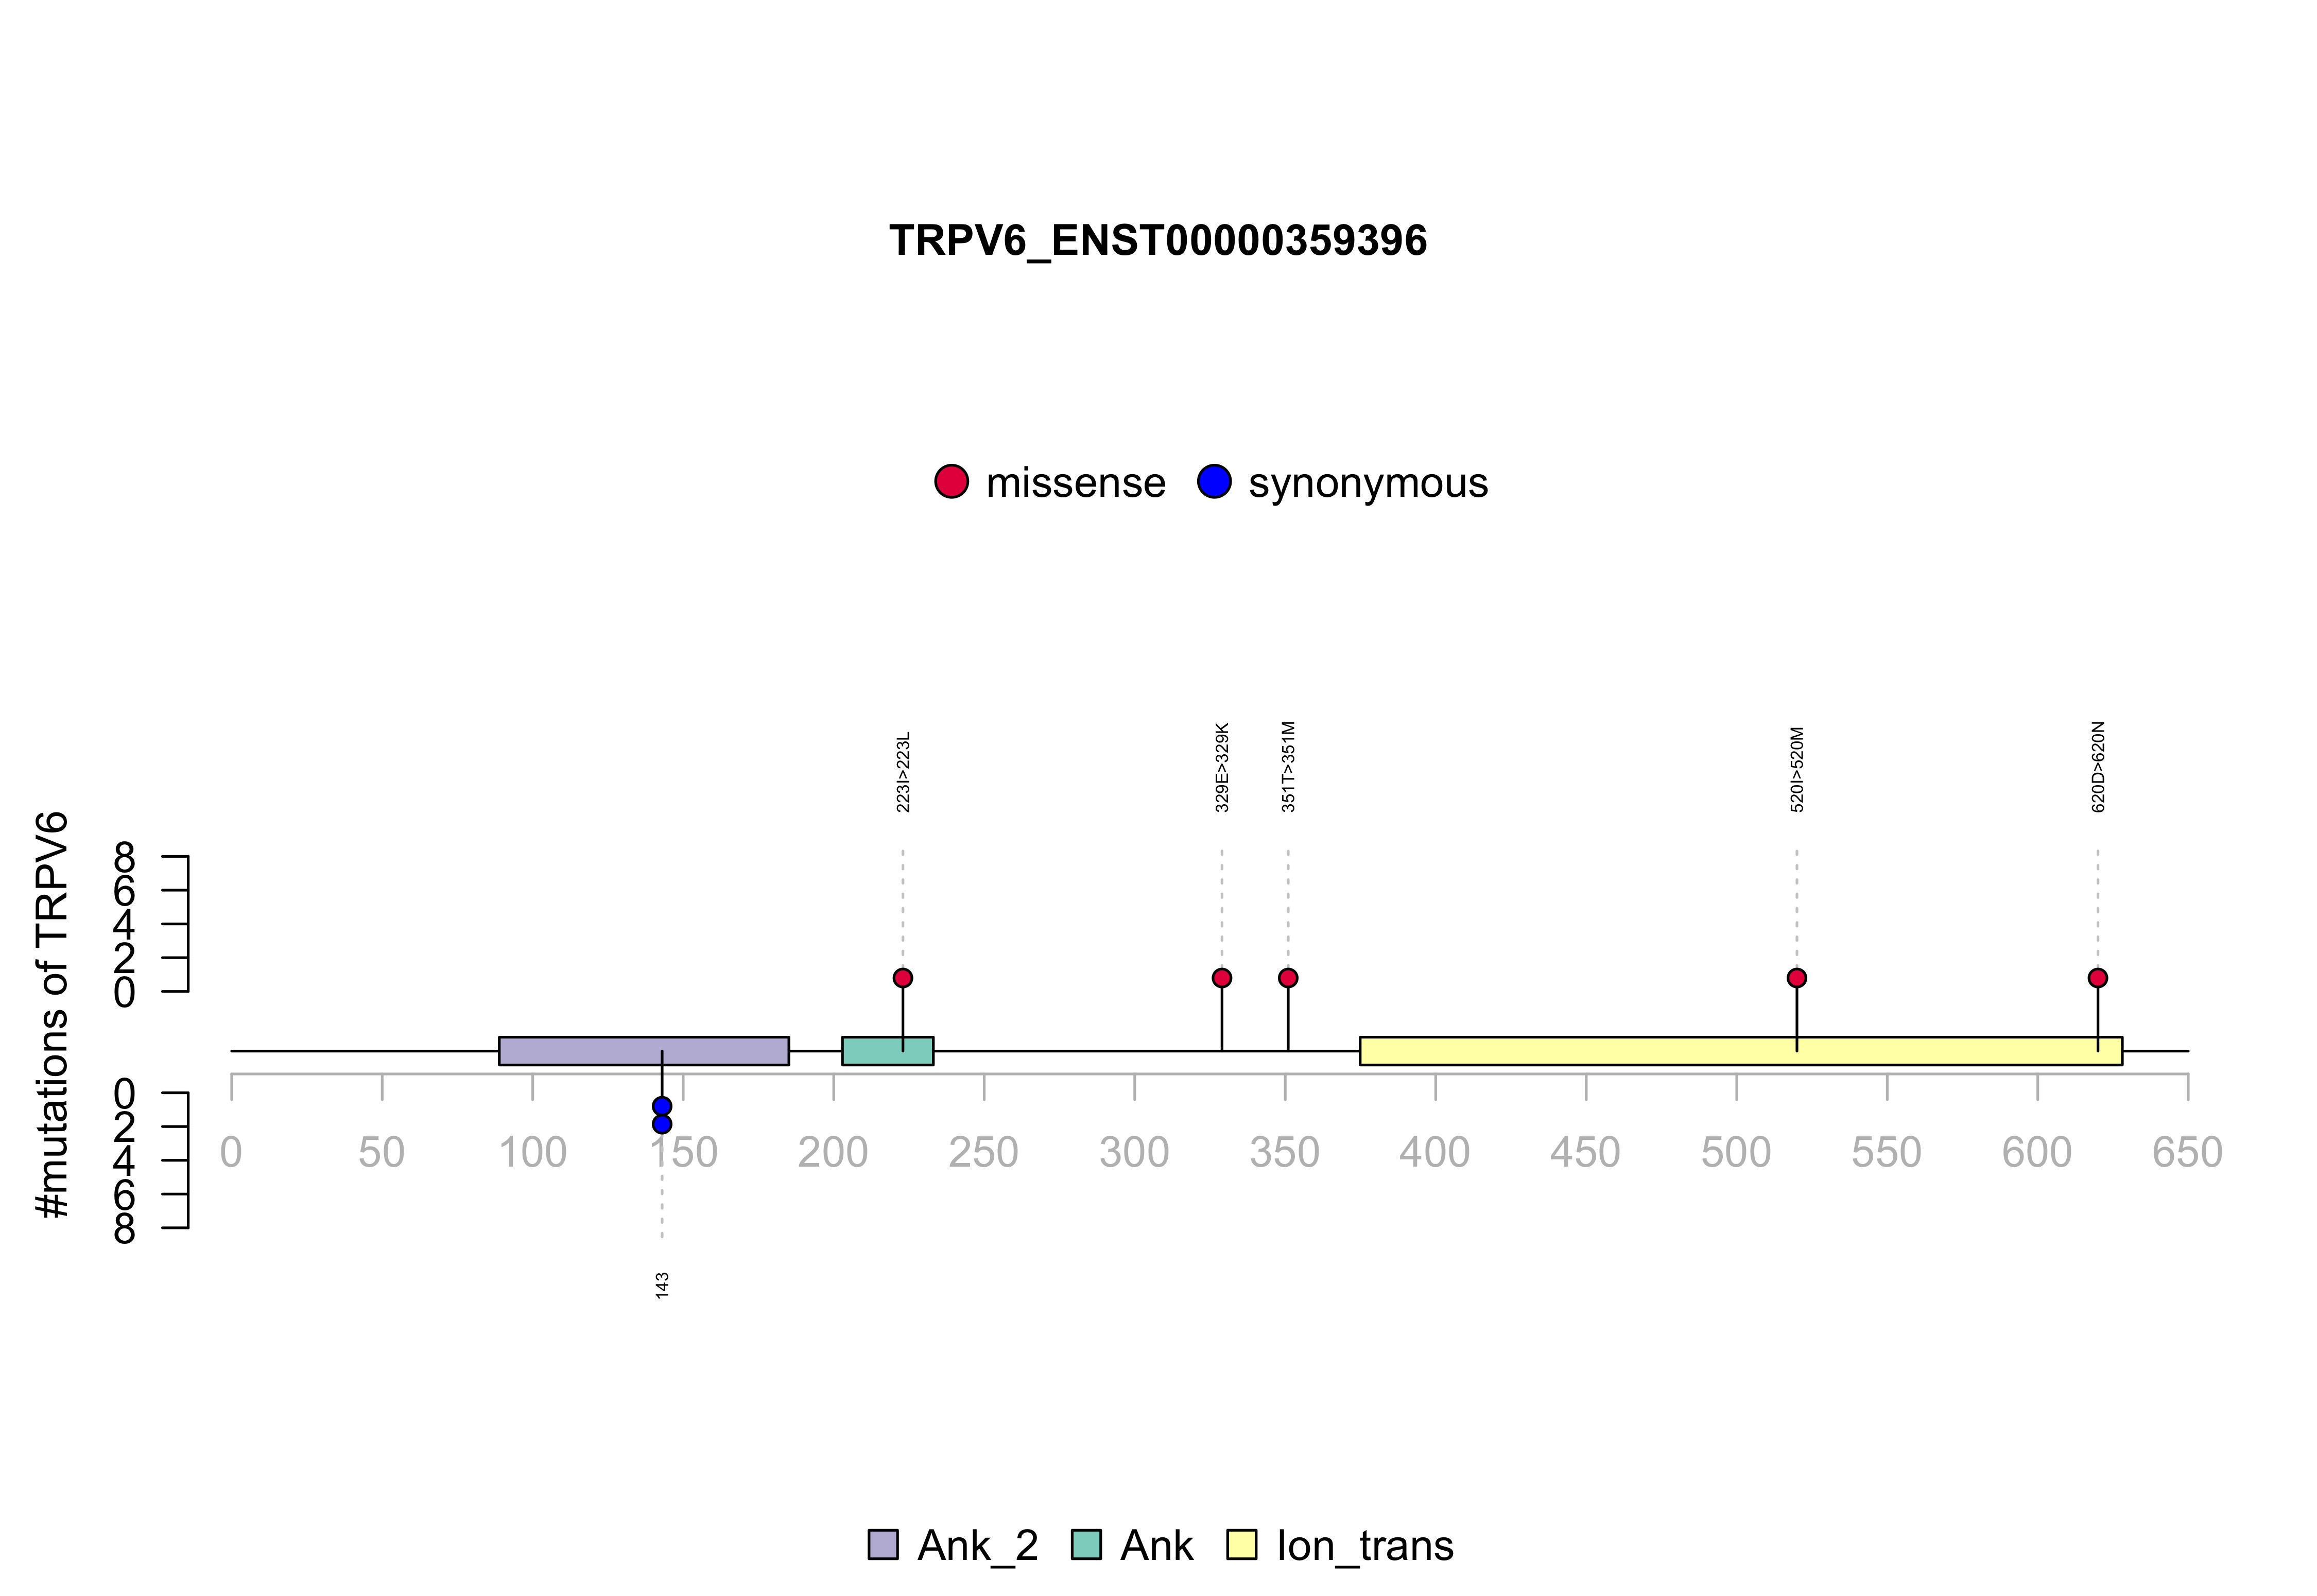 TRPV6_ENST00000359396
missense synonymous
223I>223L
329E>329K
351T>351M
520I>520M
620D>620N
#mutations of TRPV6
8
6
4
2
0
0
2
4
6
8
0 50 100 150 200 250 300 350 400 450 500 550 600 650
143
Ank_2 Ank Ion_trans